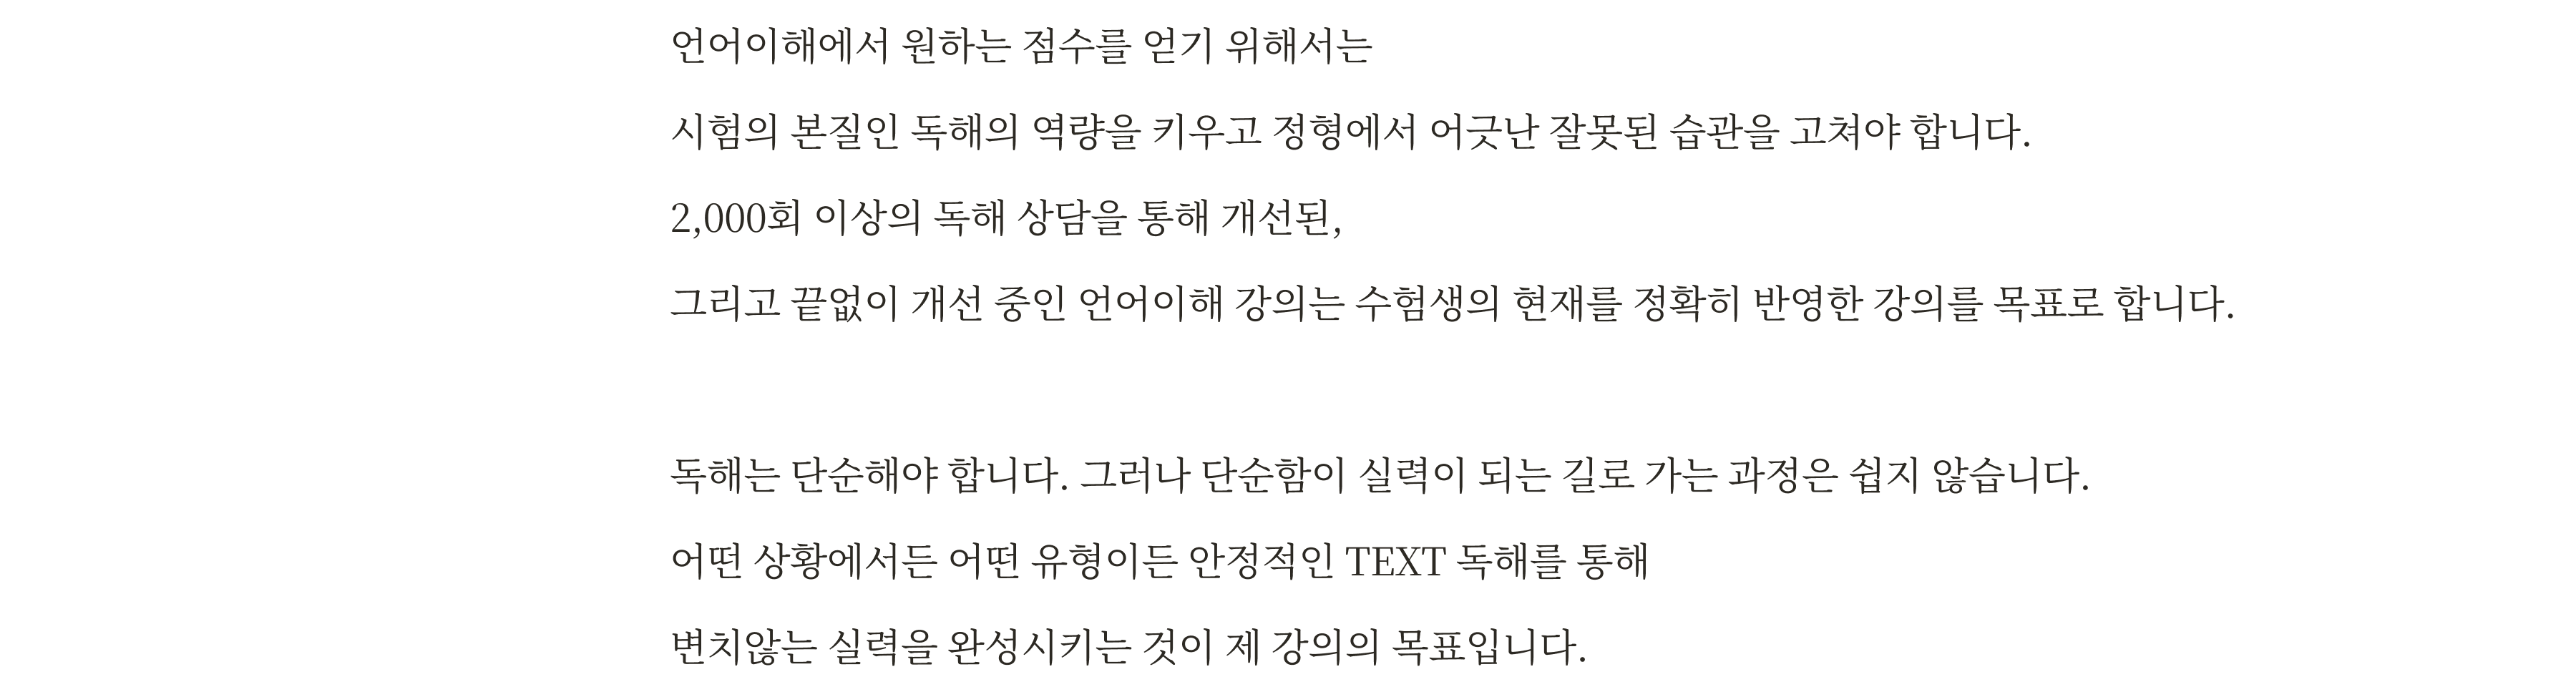 언어이해에서 원하는 점수를 얻기 위해서는
시험의 본질인 독해의 역량을 키우고 정형에서 어긋난 잘못된 습관을 고쳐야 합니다.
2,000회 이상의 독해 상담을 통해 개선된,
그리고 끝없이 개선 중인 언어이해 강의는 수험생의 현재를 정확히 반영한 강의를 목표로 합니다.
독해는 단순해야 합니다. 그러나 단순함이 실력이 되는 길로 가는 과정은 쉽지 않습니다.
어떤 상황에서든 어떤 유형이든 안정적인 TEXT 독해를 통해
변치않는 실력을 완성시키는 것이 제 강의의 목표입니다.